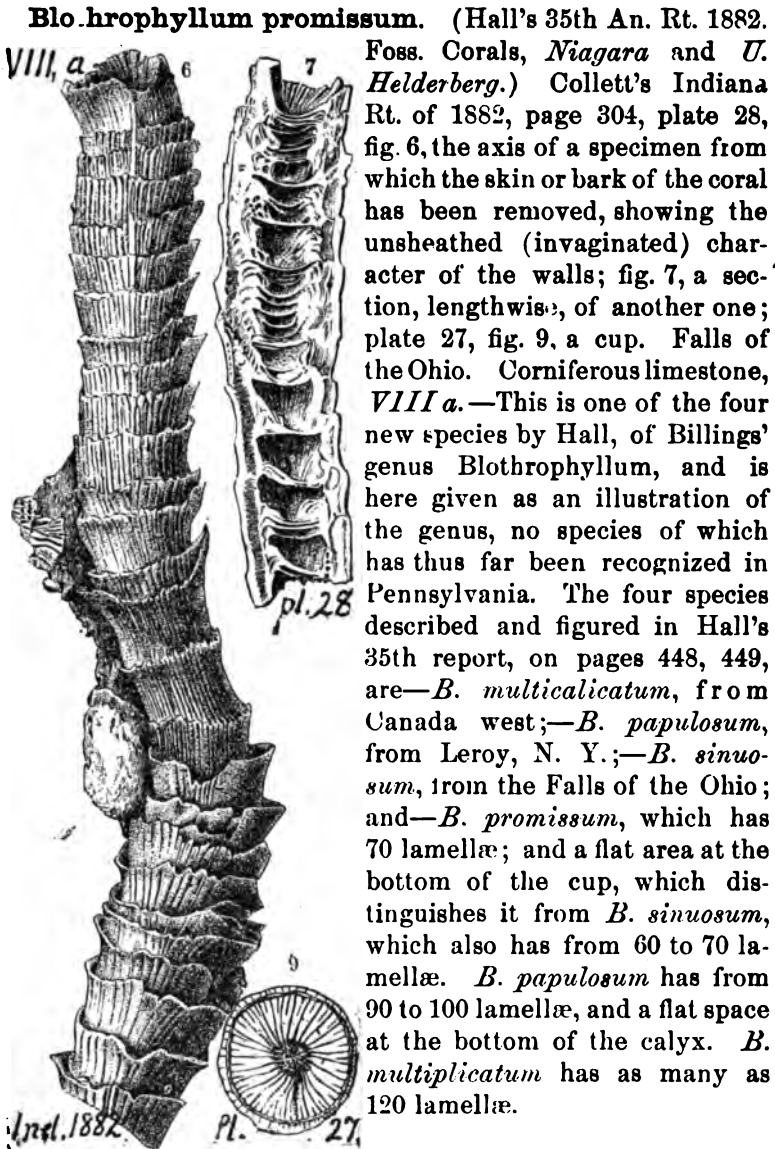 Blo.hrophyllum promissum. (Hall's 35th An. Rt. 1882.
Foss. Corals, Niagara and U.
Helderberg.) Collett's Indiana
Rt. of 1882, page 304, plate 28,
fig. 6, the axis of a specimen from
which the skin or bark of the coral
has been removed, showing the
unsheathed (invaginated) char-
acter of the walls; fig. 7, a sec-
tion, lengthwise, of another one;
plate 27, fig. 9, a cup. Falls of
the Ohio. Corniferous limestone,
VIII a.—This is one of the four
new species by Hall, of Billings'
genus Blothrophyllum, and is
here given as an illustration of
the genus, no species of which
has thus far been recognized in
Pennsylvania. The four species
described and figured in Hall's
35th report, on pages 448, 449,
are—B. multicalicatum, from
Canada west;—B. papulosum,
from Leroy, N. Y.;—B. sinuo-
sum, from the Falls of the Ohio;
and—B. promissum, which has
70 lamellæ; and a flat area at the
bottom of the cup, which dis-
tinguishes it from B. sinuosum,
which also has from 60 to 70 la-
mellæ. B. papulosum has from
90 to 100 lamellæ, and a flat space
at the bottom of the calyx. B.
multiplicatum has as many as
120 lamellæ.
VIII, a
6
7
pl. 28
9
Ind. 1882
Pl. 27